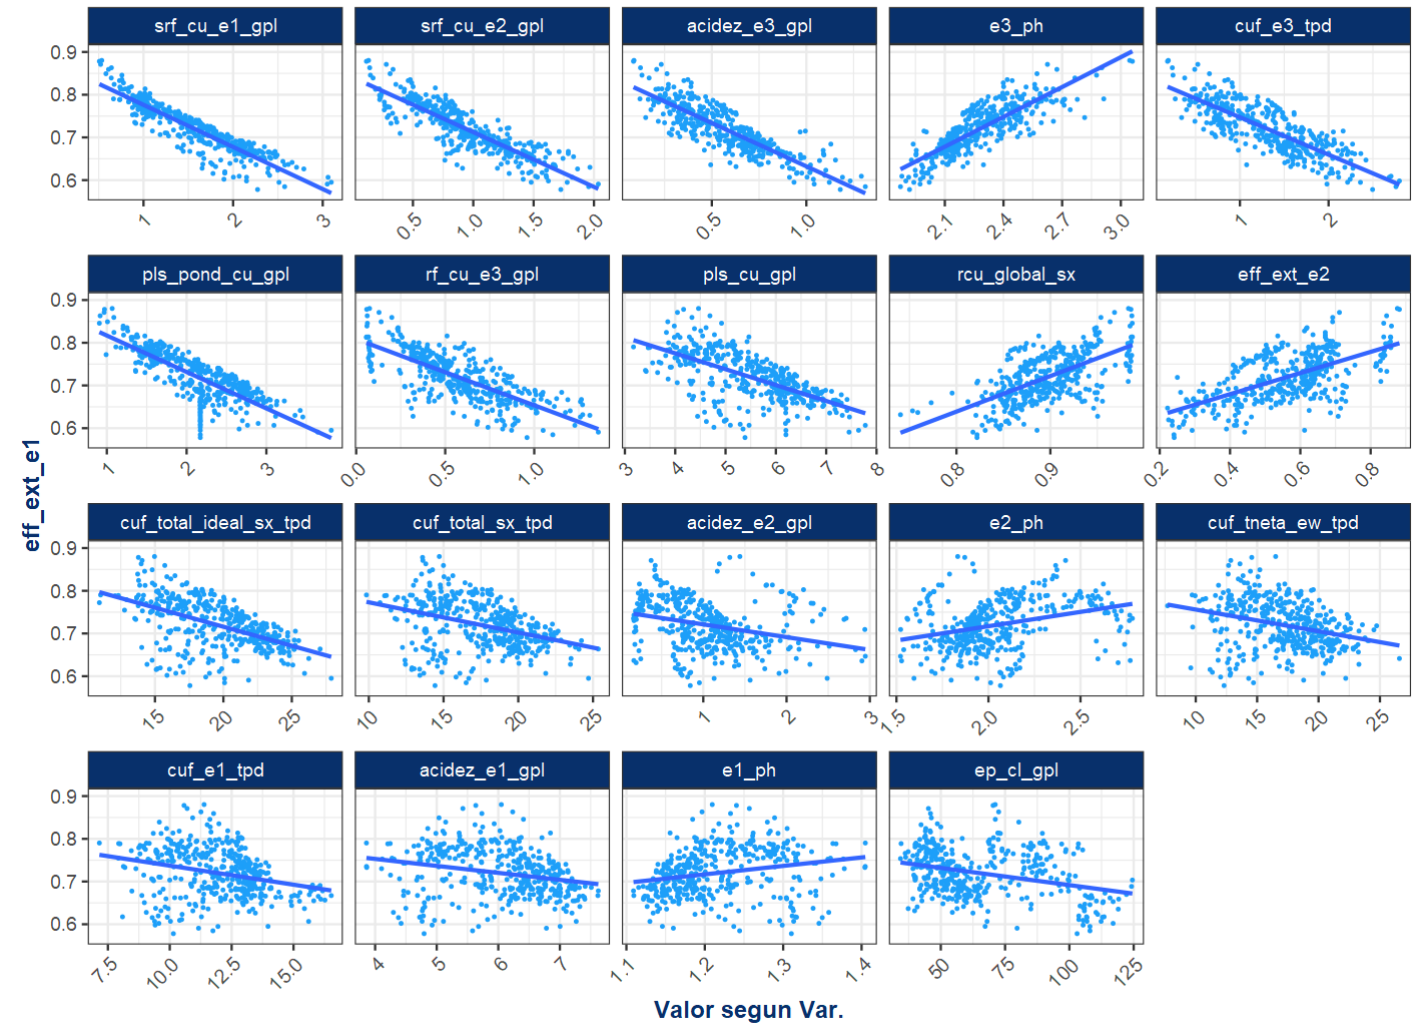 srf_cu_e1_gpl srf_cu_e2_gpl acidez_e3_gpl e3_ph cuf_e3_tpd
0.9
0.8
0.7
0.6
1 2 3 0.5 1.0 1.5 2.0 0.5 1.0 2.1 2.4 2.7 3.0 1 2
pls_pond_cu_gpl rf_cu_e3_gpl pls_cu_gpl rcu_global_sx eff_ext_e2
0.9
0.8
0.7
0.6
1 2 3 0.0 0.5 1.0 3 4 5 6 7 8 0.8 0.9 0.2 0.4 0.6 0.8
eff_ext_e1
cuf_total_ideal_sx_tpd cuf_total_sx_tpd acidez_e2_gpl e2_ph cuf_tneta_ew_tpd
0.9
0.8
0.7
0.6
15 20 25 10 15 20 25 1 2 3 1.5 2.0 2.5 10 15 20 25
cuf_e1_tpd acidez_e1_gpl e1_ph ep_cl_gpl
0.9
0.8
0.7
0.6
7.5 10.0 12.5 15.0 4 5 6 7 1.1 1.2 1.3 1.4 50 75 100 125
Valor segun Var.